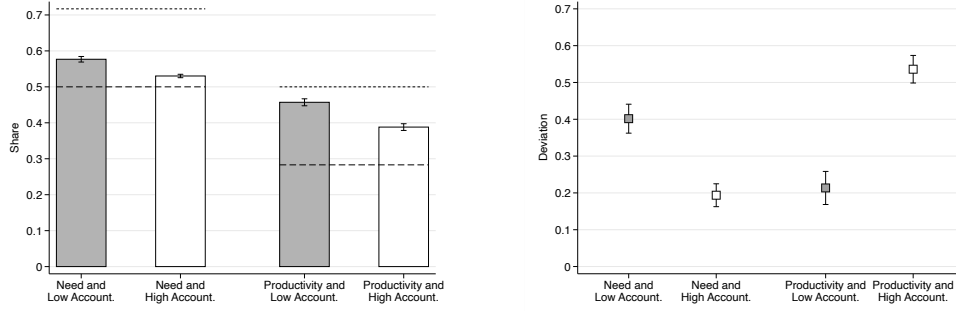 0.7
0.6
0.5
0.4
0.3
0.2
0.1
0
Share
Need and
Low Account.
Need and
High Account.
Productivity and
Low Account.
Productivity and
High Account.
0.7
0.6
0.5
0.4
0.3
0.2
0.1
0
Deviation
Need and
Low Account.
Need and
High Account.
Productivity and
Low Account.
Productivity and
High Account.